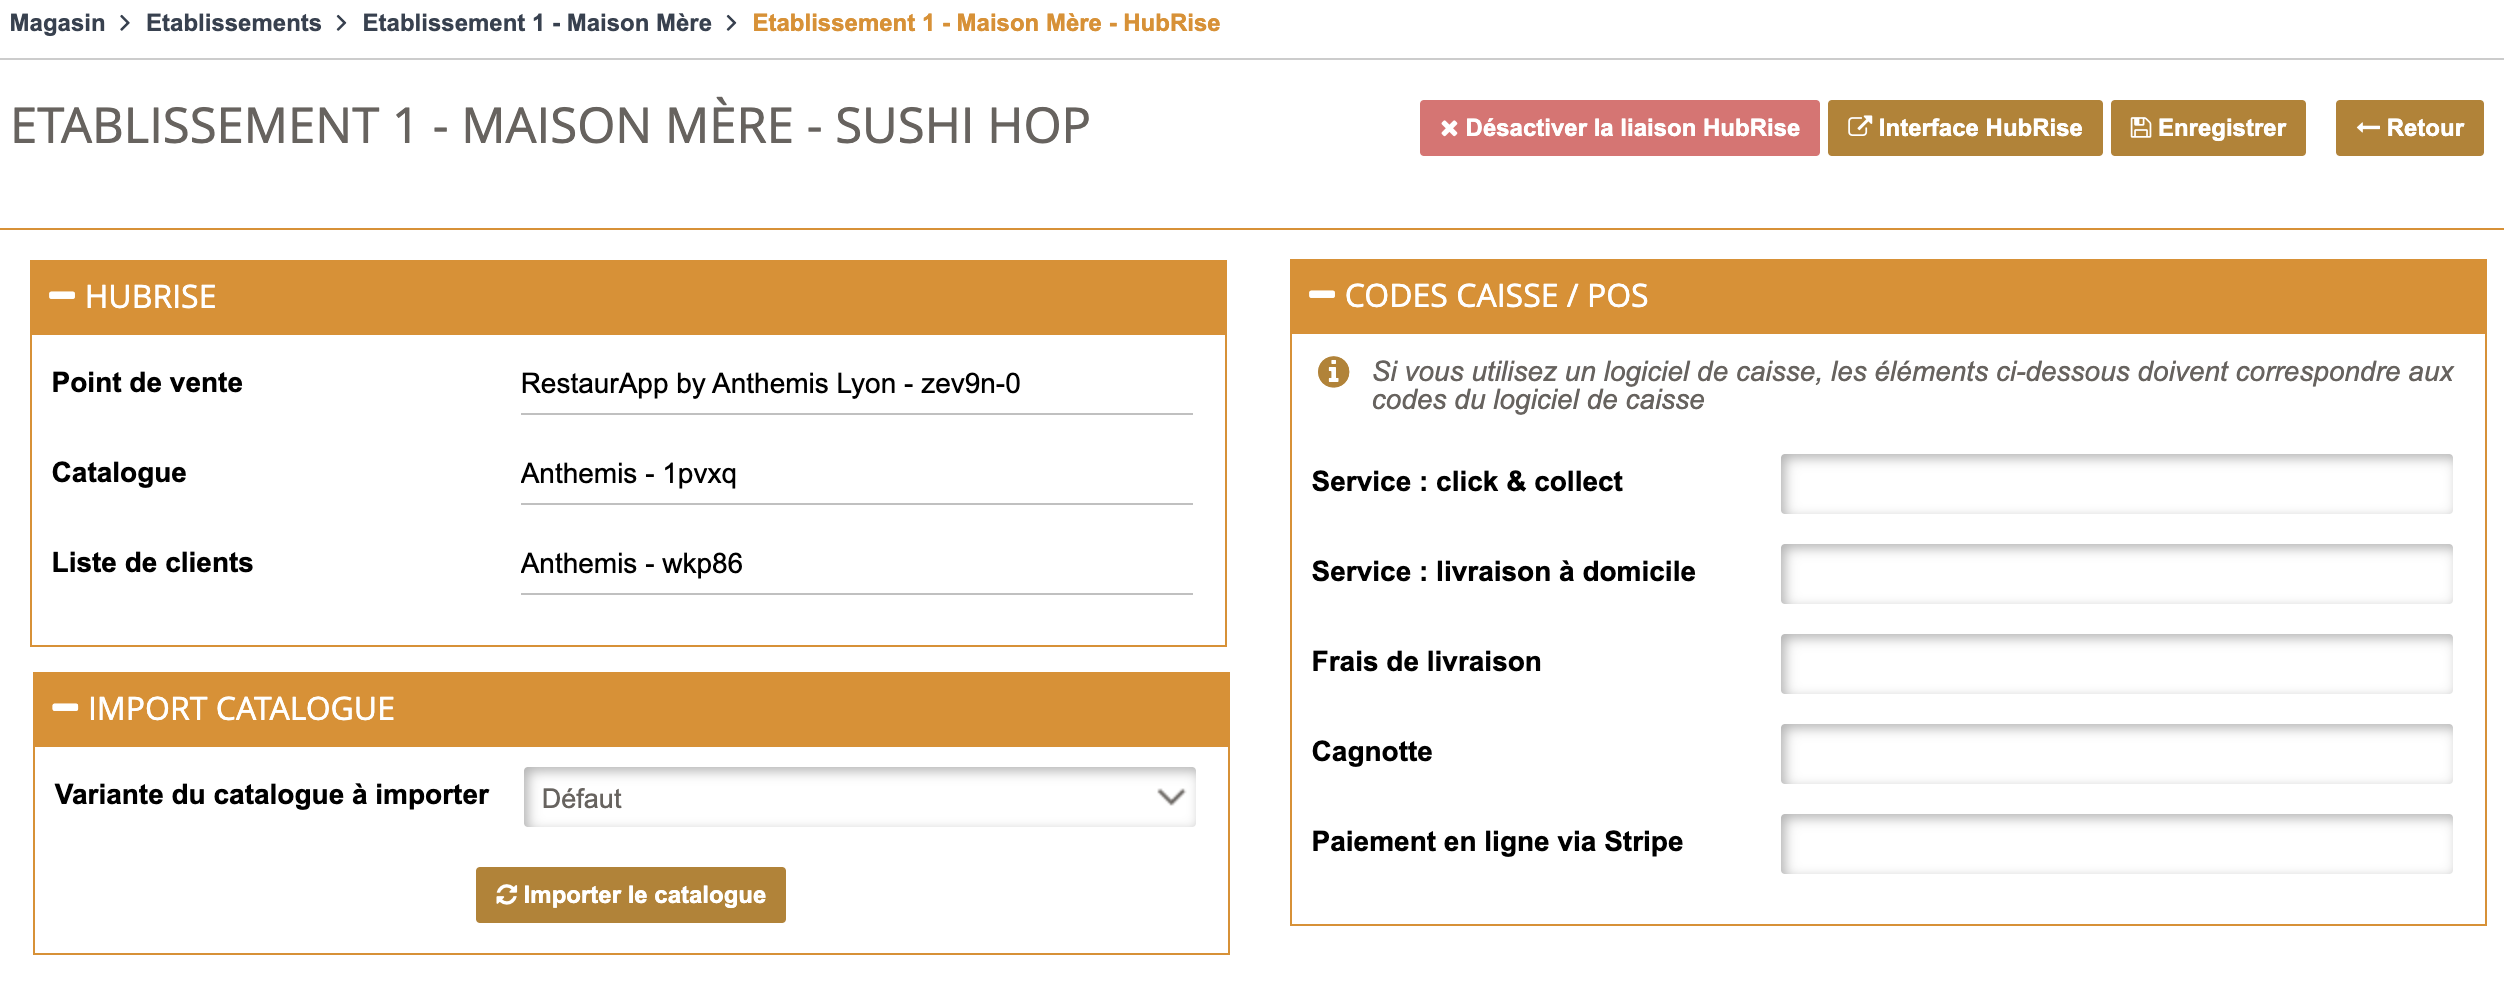 Magasin > Etablissements > Etablissement 1 - Maison Mère > Etablissement 1 - Maison Mère - HubRise
ETABLISSEMENT 1 - MAISON MÈRE - SUSHI HOP
Désactiver la liaison HubRise
Interface HubRise
Enregistrer
Retour
HUBRISE
Point de vente
RestaurApp by Anthemis Lyon - zev9n-0
Catalogue
Anthemis - 1pvxq
Liste de clients
Anthemis - wkp86
IMPORT CATALOGUE
Variante du catalogue à importer
Défaut
Importer le catalogue
CODES CAISSE / POS
Si vous utilisez un logiciel de caisse, les éléments ci-dessous doivent correspondre aux
codes du logiciel de caisse
Service : click & collect
Service : livraison à domicile
Frais de livraison
Cagnotte
Paiement en ligne via Stripe